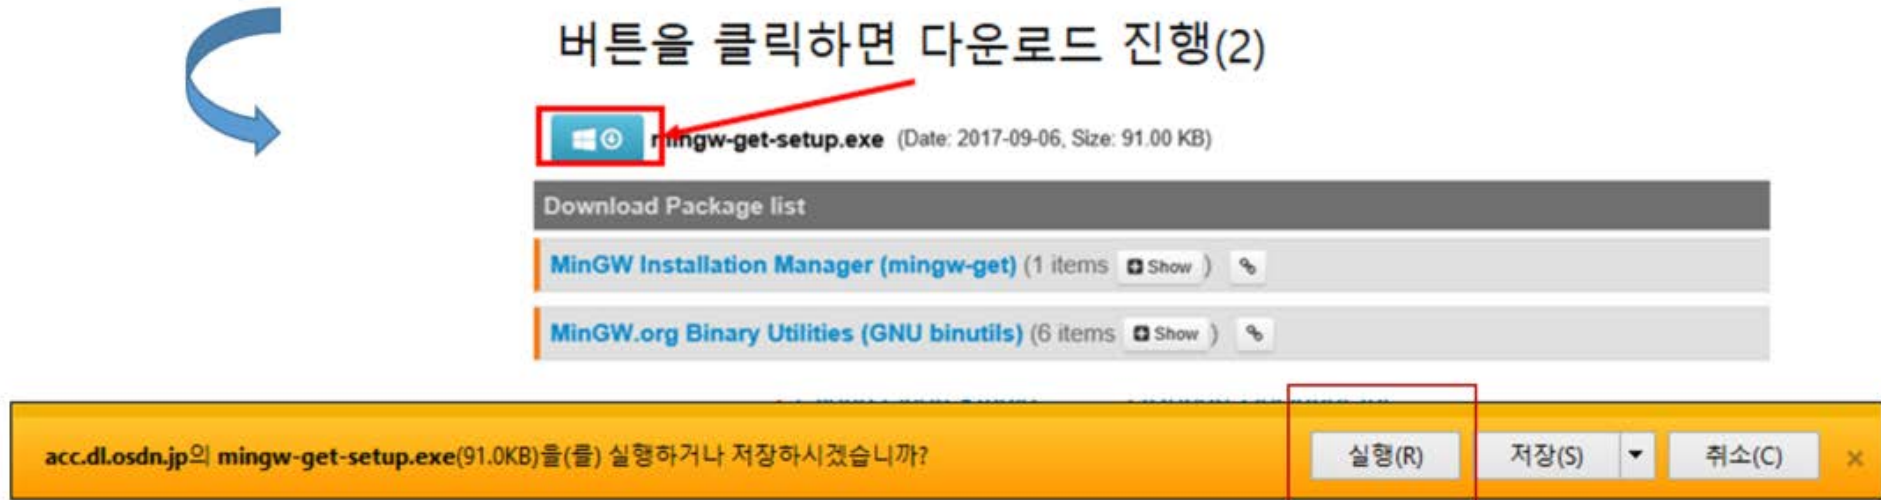 버튼을 클릭하면 다운로드 진행(2)
mingw-get-setup.exe (Date: 2017-09-06, Size: 91.00 KB)
Download Package list
MinGW Installation Manager (mingw-get) (1 items Show )
MinGW.org Binary Utilities (GNU binutils) (6 items Show )
acc.dl.osdn.jp의 mingw-get-setup.exe(91.0KB)을(를) 실행하거나 저장하시겠습니까? 실행(R) 저장(S) 취소(C) ×